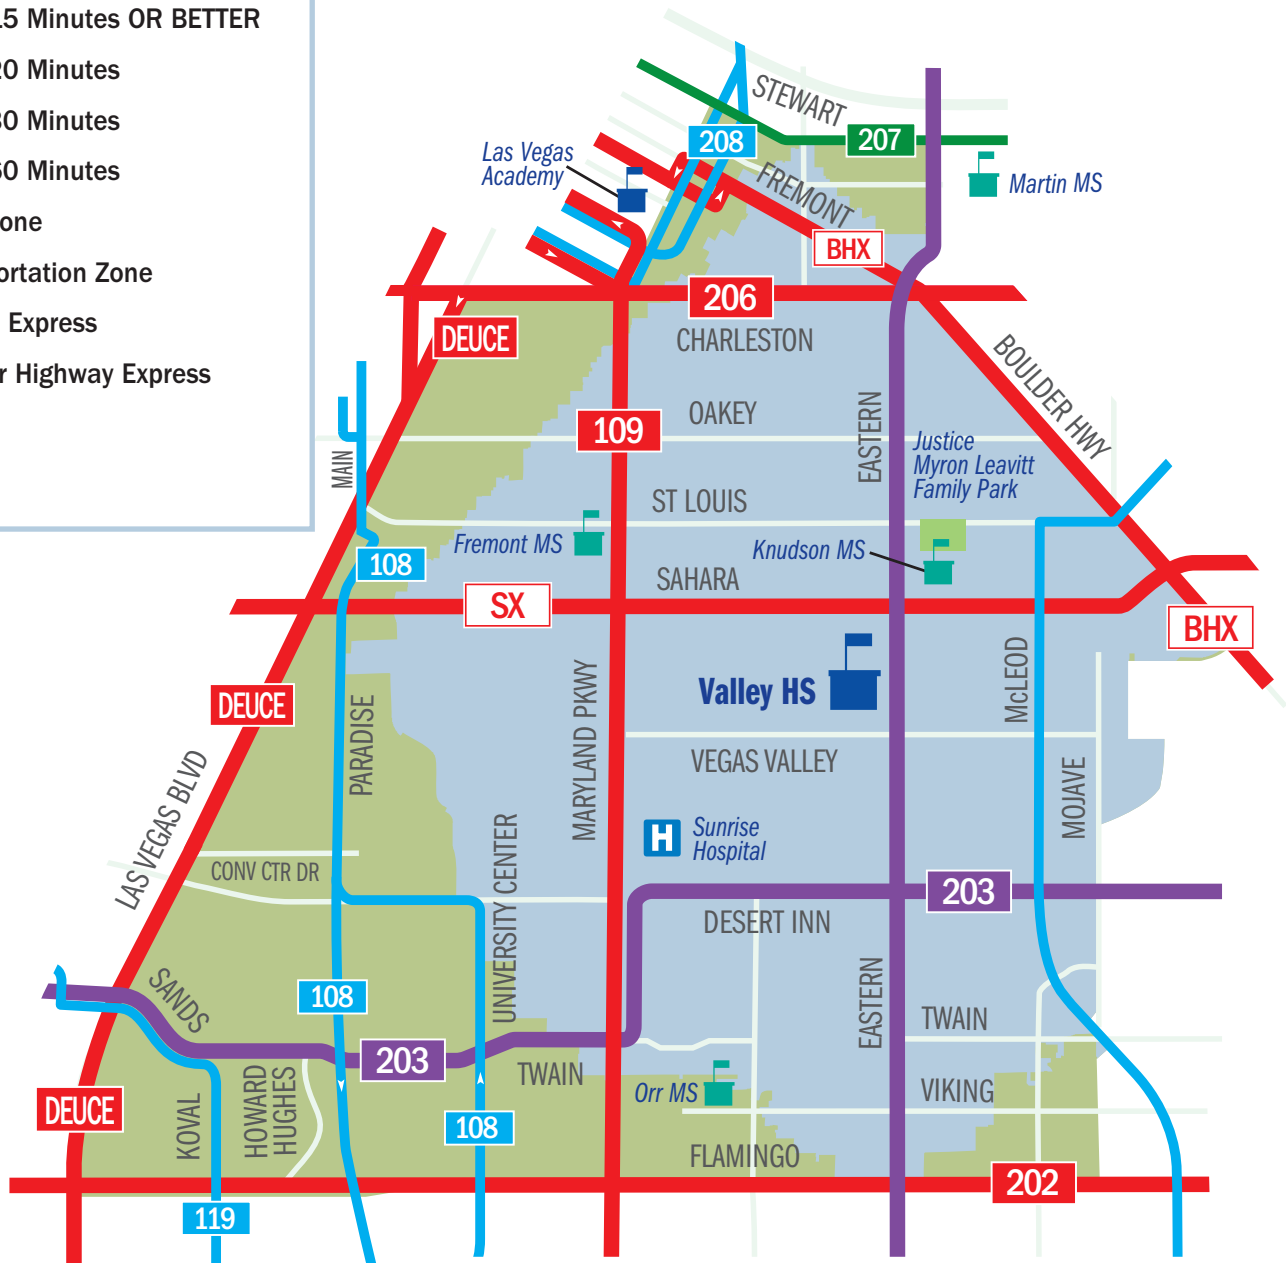 15 Minutes OR BETTER
20 Minutes
30 Minutes
60 Minutes
one
ortation Zone
Express
r Highway Express
STEWART
208
207
Las Vegas
Academy
Martin MS
FREMONT
BHX
206
DEUCE
CHARLESTON
BOULDER HWY
OAKEY
109
EASTERN
Justice
Myron Leavitt
Family Park
MAIN
ST LOUIS
Fremont MS
Knudson MS
108
SAHARA
SX
BHX
McLEOD
Valley HS
DEUCE
PARADISE
MARYLAND PKWY
VEGAS VALLEY
LAS VEGAS BLVD
MOJAVE
H
Sunrise
Hospital
CONV CTR DR
UNIVERSITY CENTER
203
DESERT INN
SANDS
108
EASTERN
TWAIN
203
TWAIN
Orr MS
VIKING
DEUCE
KOVAL
HOWARD
HUGHES
108
FLAMINGO
202
119